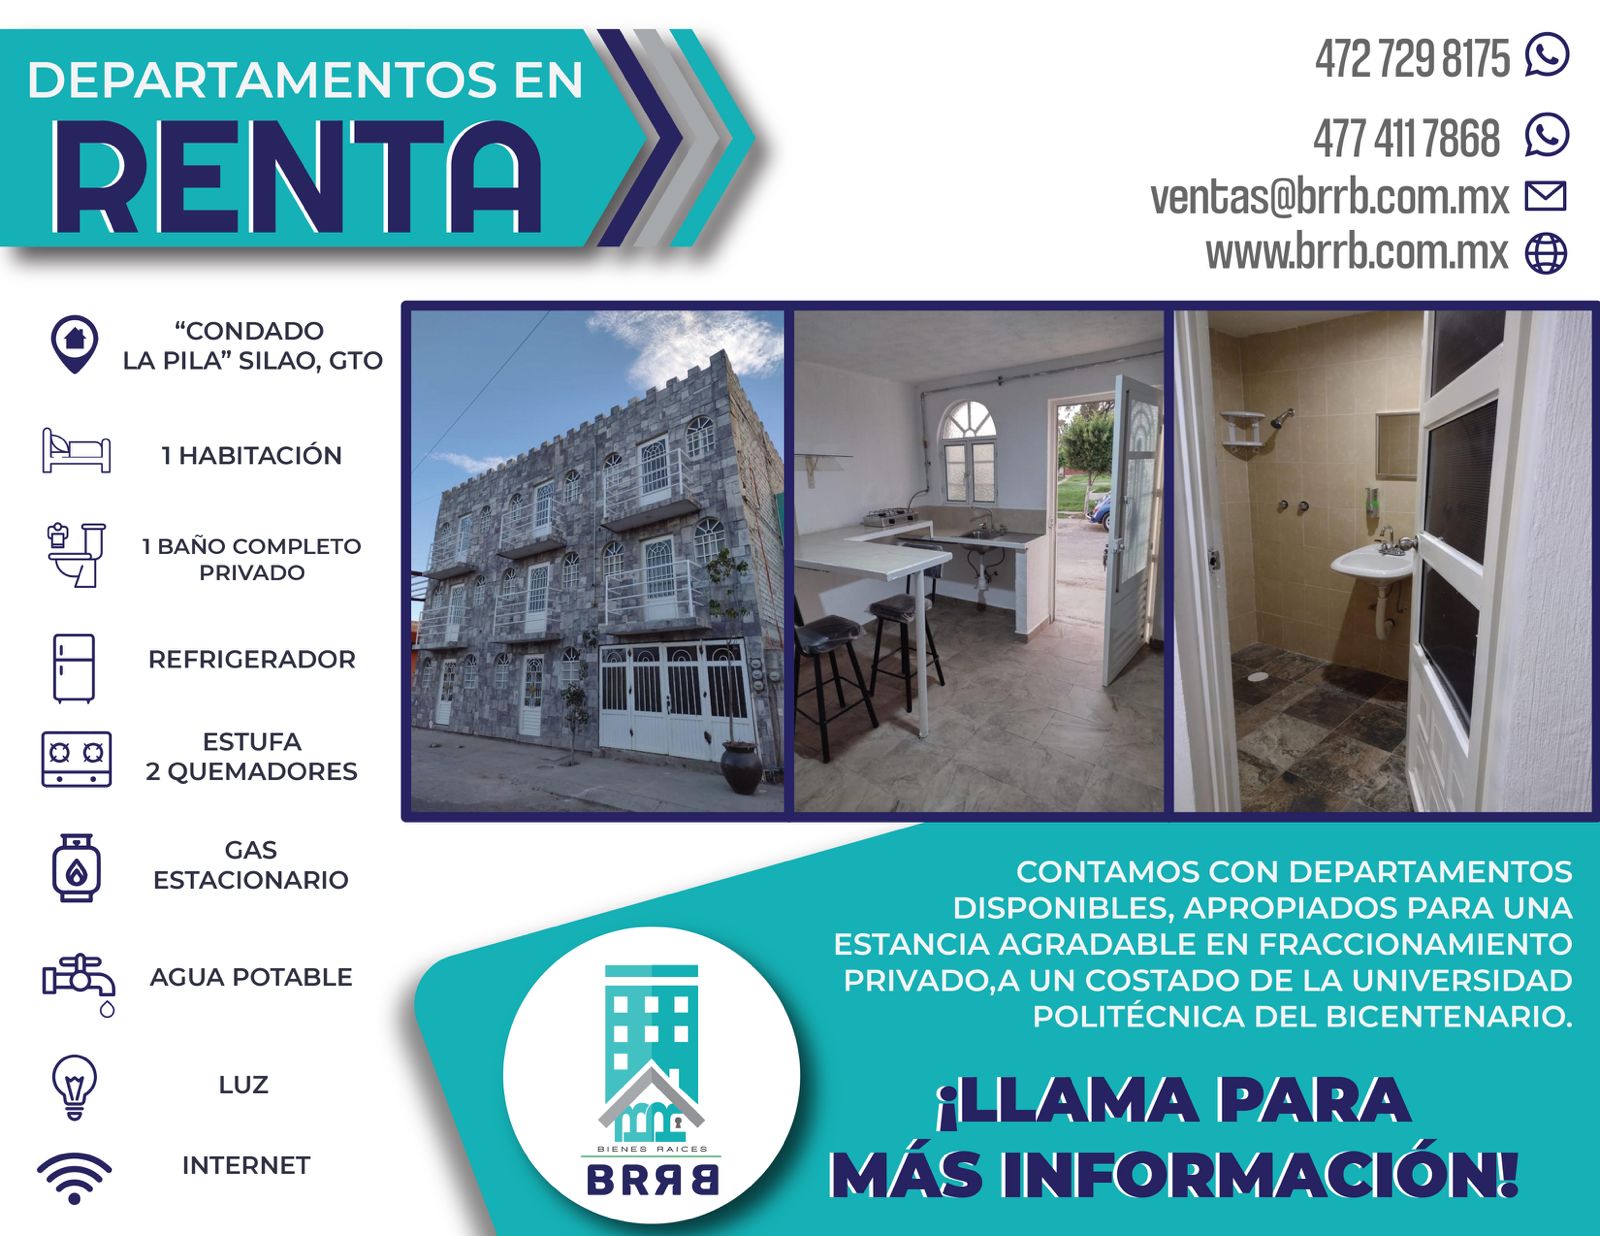 DEPARTAMENTOS EN
RENTA
472 729 8175
477 411 7868
ventas@brrb.com.mx
www.brrb.com.mx
“CONDADO
LA PILA” SILAO, GTO
1 HABITACIÓN
1 BAÑO COMPLETO
PRIVADO
REFRIGERADOR
ESTUFA
2 QUEMADORES
GAS
ESTACIONARIO
AGUA POTABLE
LUZ
INTERNET
CONTAMOS CON DEPARTAMENTOS
DISPONIBLES, APROPIADOS PARA UNA
ESTANCIA AGRADABLE EN FRACCIONAMIENTO
PRIVADO,A UN COSTADO DE LA UNIVERSIDAD
POLITÉCNICA DEL BICENTENARIO.
¡LLAMA PARA
MÁS INFORMACIÓN!
BIENES RAICES
BRRB